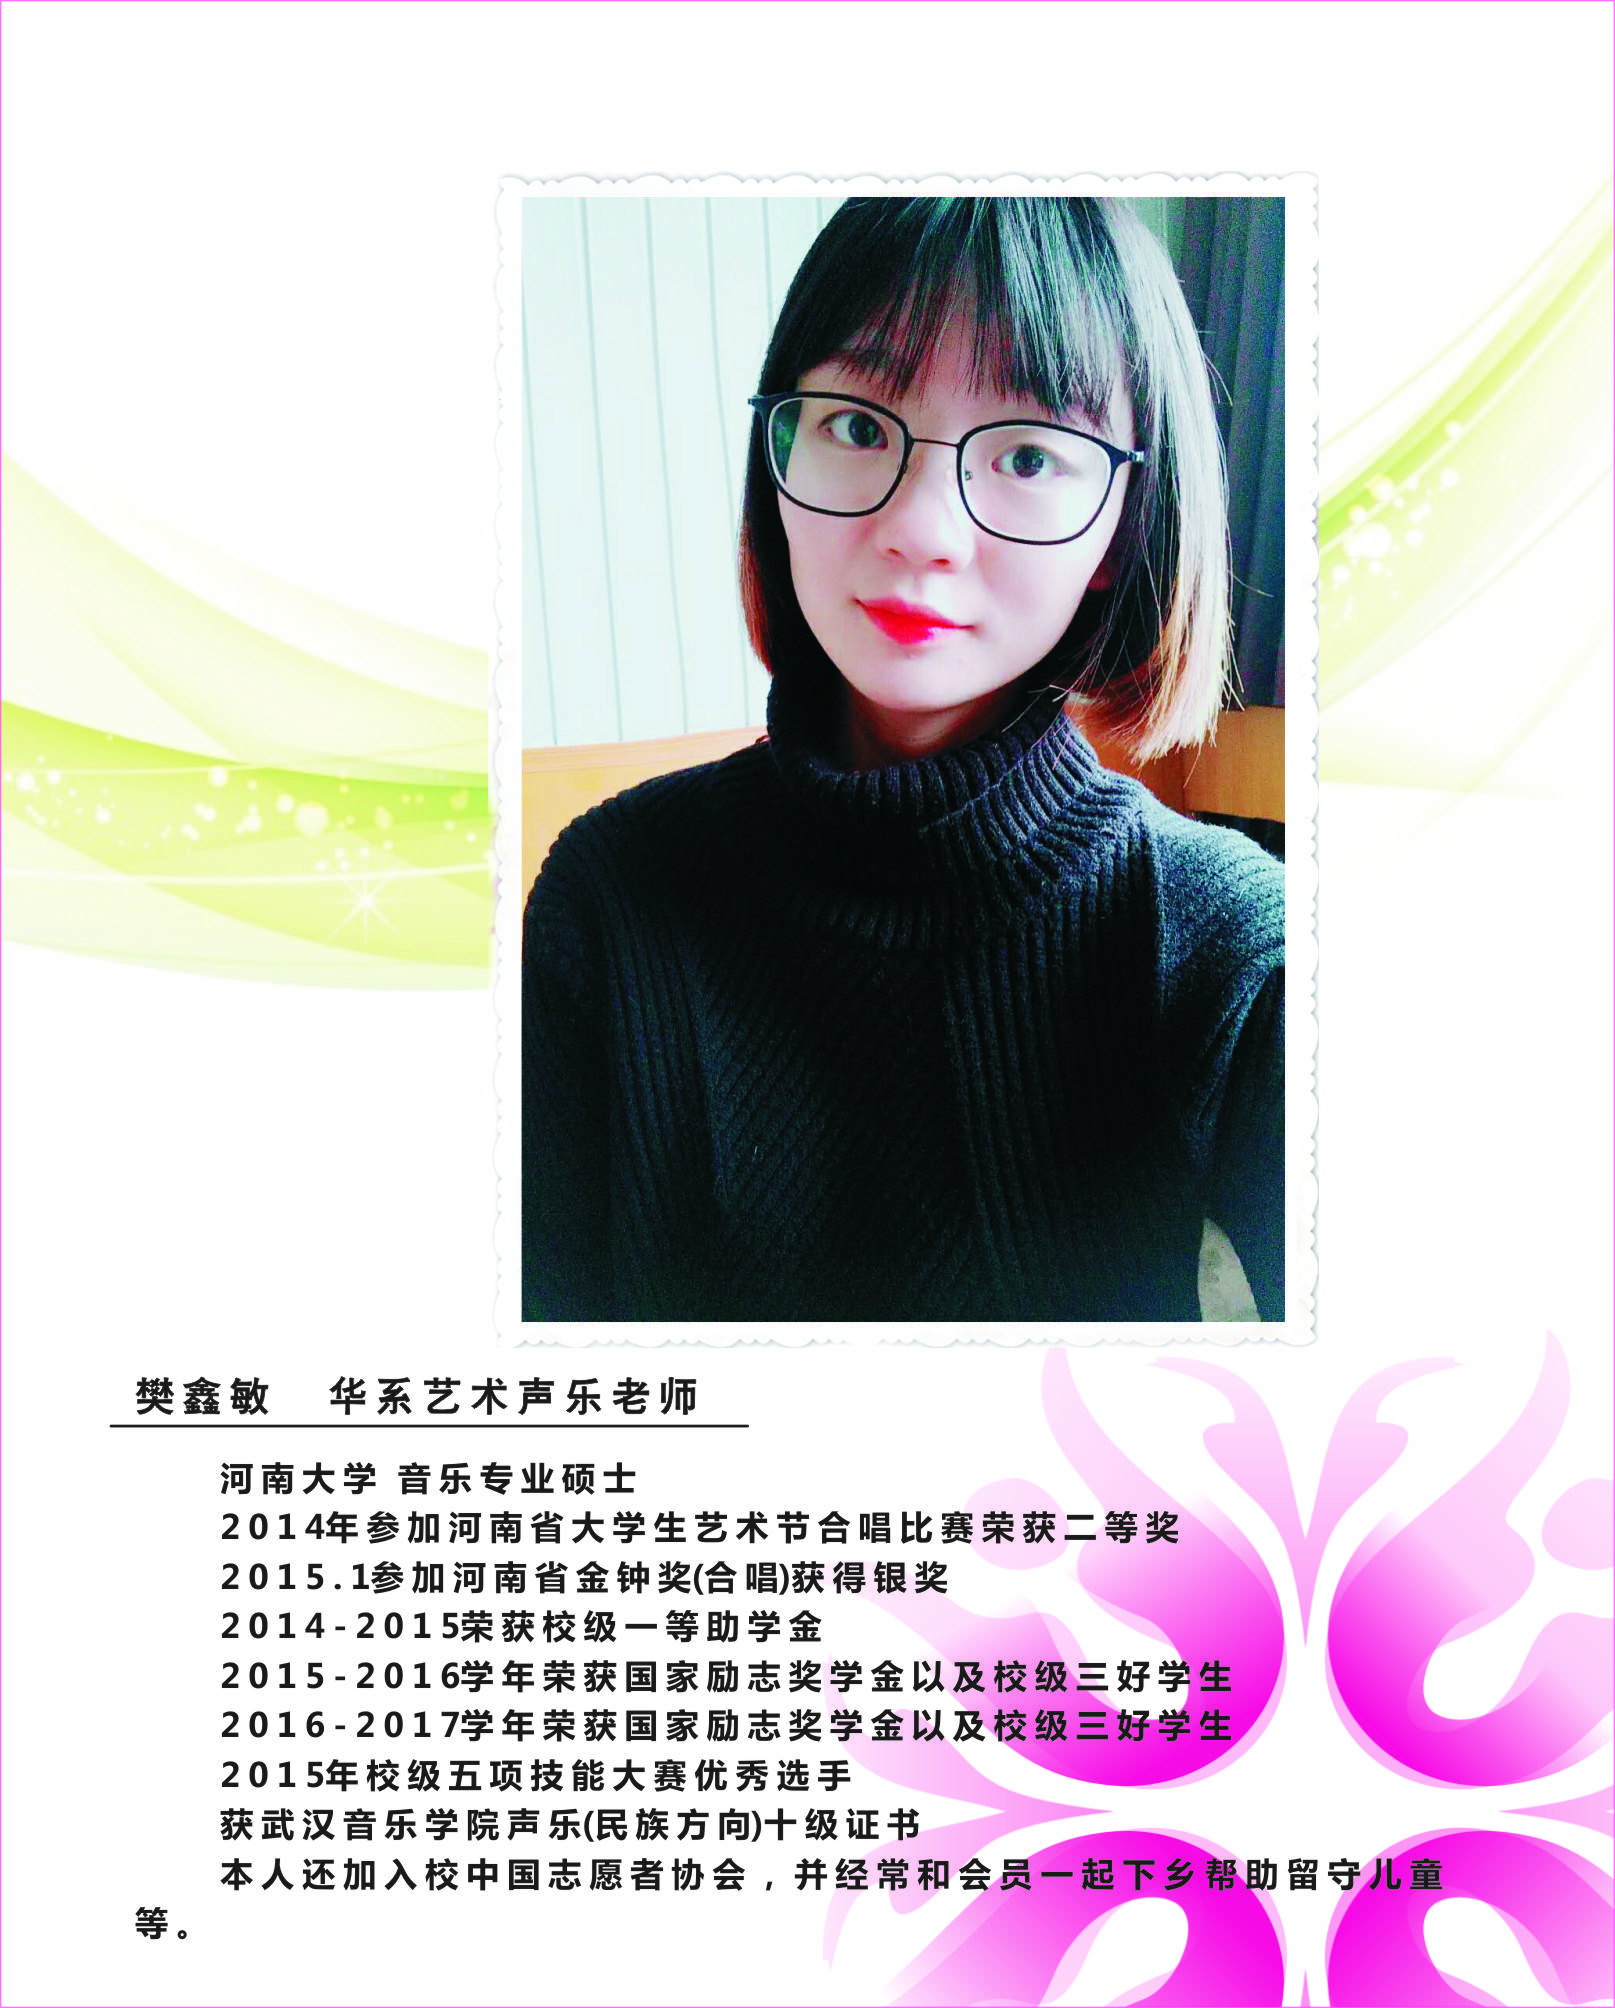 樊鑫敏 华系艺术声乐老师
河南大学 音乐专业硕士
2014年参加河南省大学生艺术节合唱比赛荣获二等奖
2015.1参加河南省金钟奖(合唱)获得银奖
2014-2015荣获校级一等助学金
2015-2016学年荣获国家励志奖学金以及校级三好学生
2016-2017学年荣获国家励志奖学金以及校级三好学生
2015年校级五项技能大赛优秀选手
获武汉音乐学院声乐(民族方向)十级证书
本人还加入校中国志愿者协会，并经常和会员一起下乡帮助留守儿童
等。